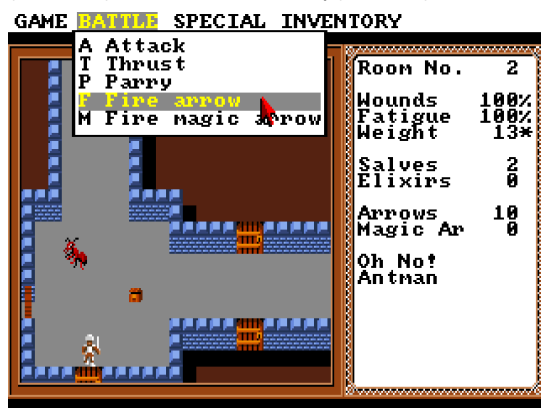 GAME BATTLE SPECIAL INVENTORY
A Attack
T Thrust
P Parry
F Fire arrow
M Fire magic arrow
Room No. 2
Wounds 100%
Fatigue 100%
Weight 13*
Salves 2
Elixirs 0
Arrows 10
Magic Ar 0
Oh No!
Antman